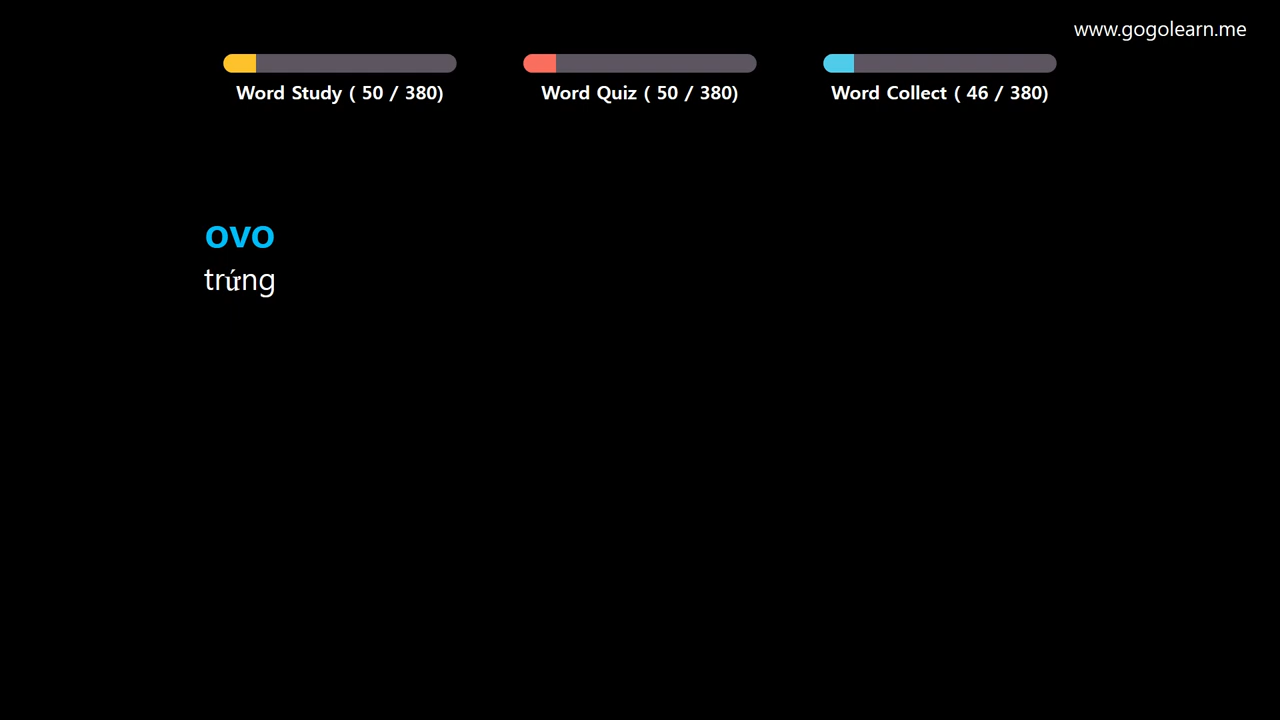 www.gogolearn.me
Word Study ( 50 / 380)
Word Quiz ( 50 / 380)
Word Collect ( 46 / 380)
ovo
trứng